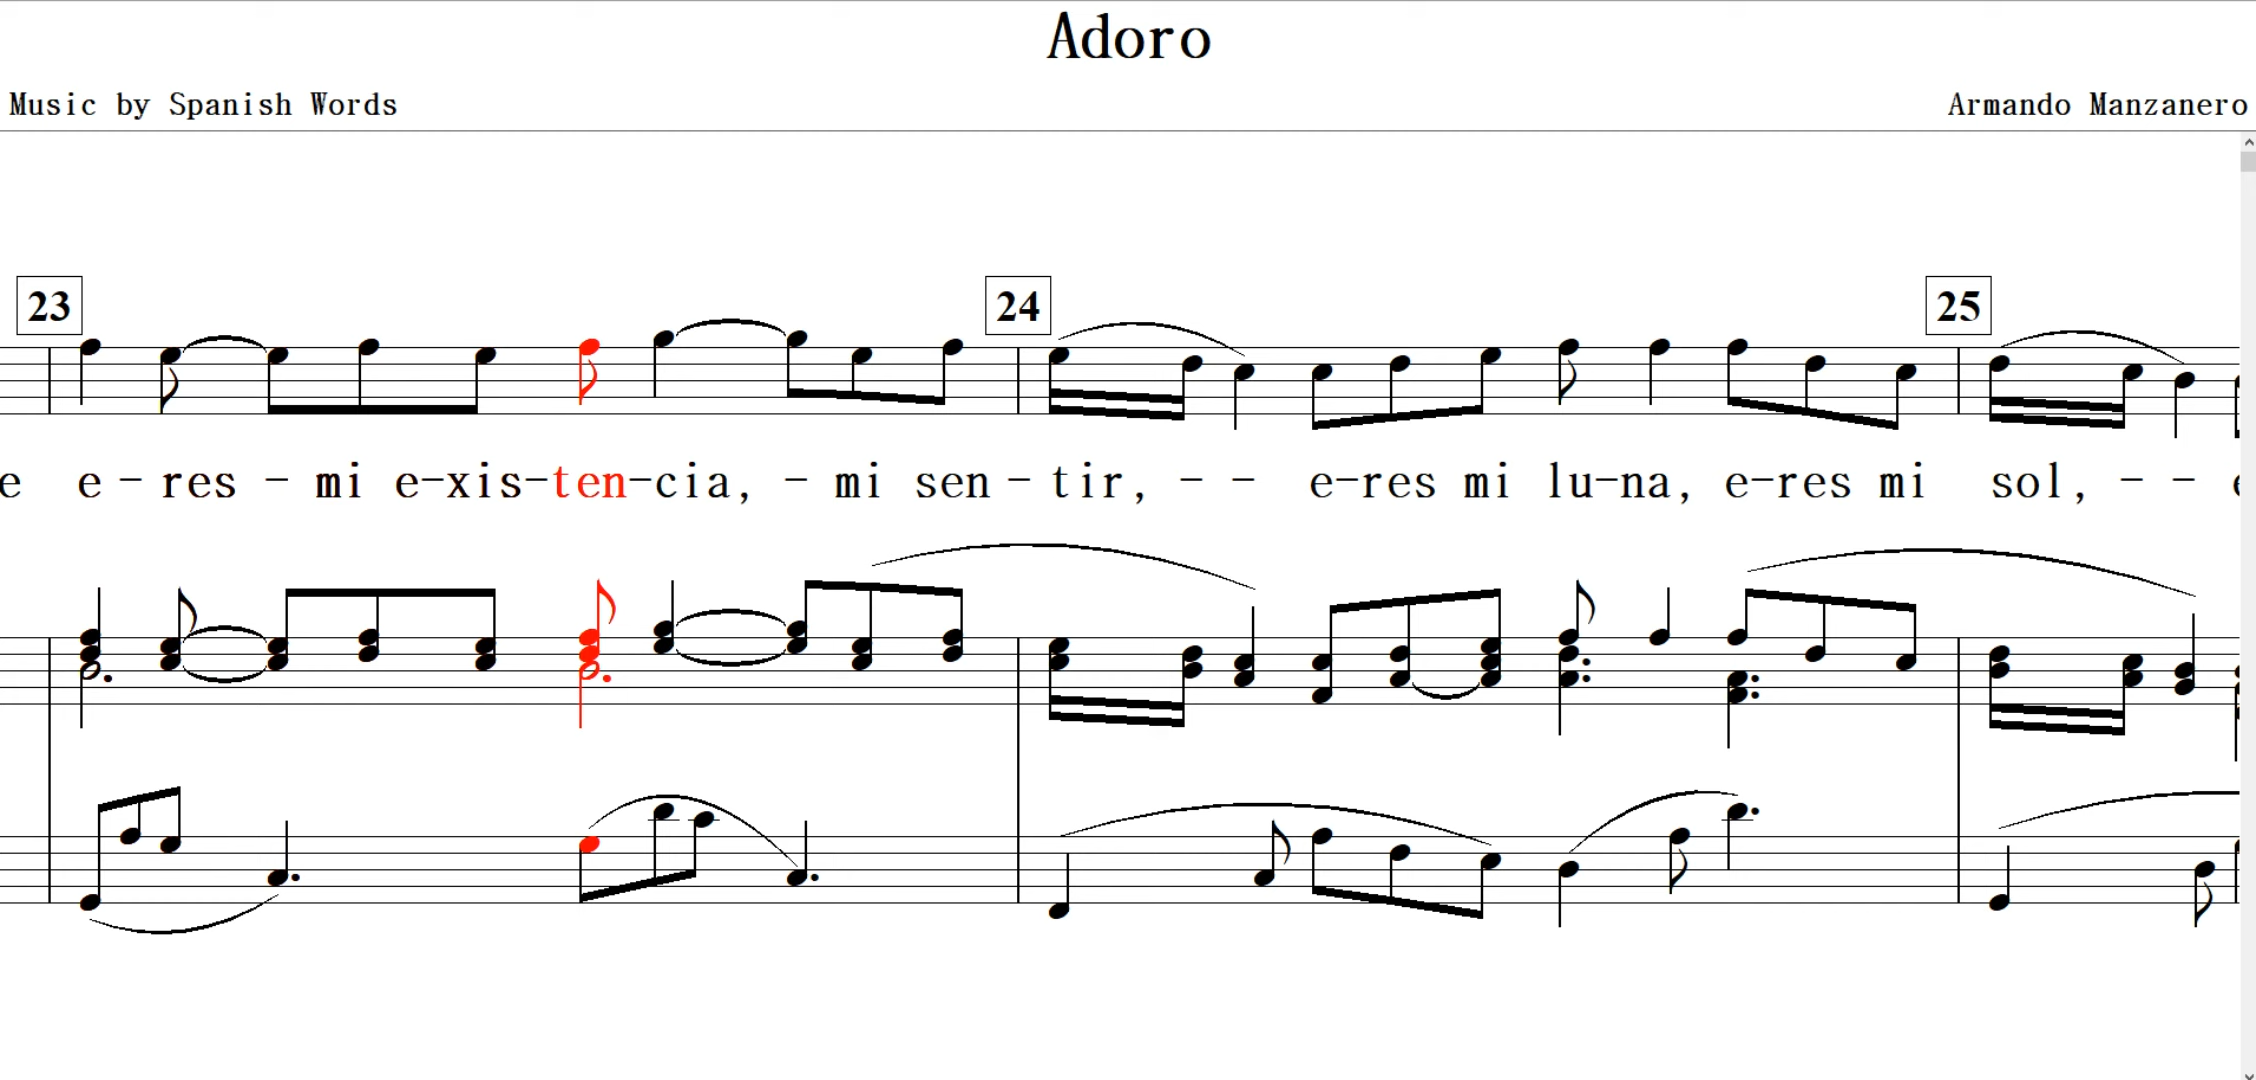 Adoro
Music by Spanish Words
Armando Manzanero
23
24
25
e e-res-mi e-xis-ten-cia,-mi sen-tir,-- e-res mi lu-na, e-res mi sol,--